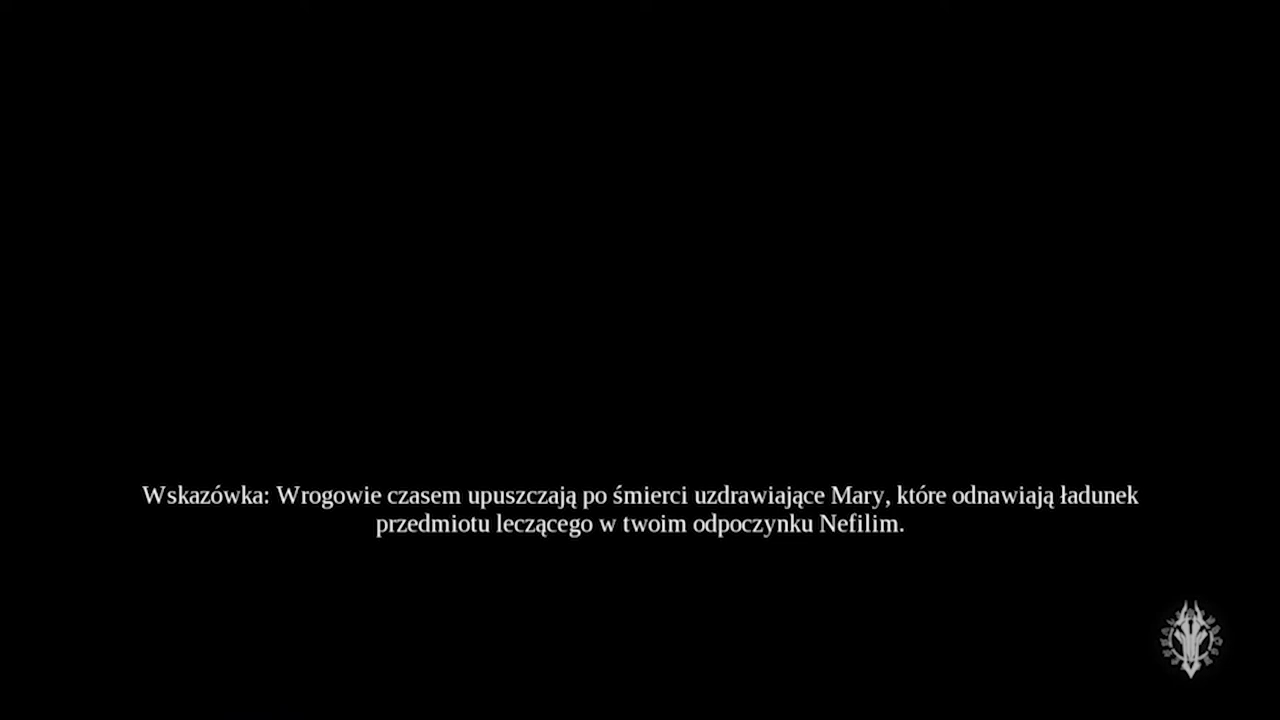 Wskazówka: Wrogowie czasem upuszczają po śmierci uzdrawiające Mary, które odnawiają ładunek
przedmiotu leczącego w twoim odpoczynku Nefilim.